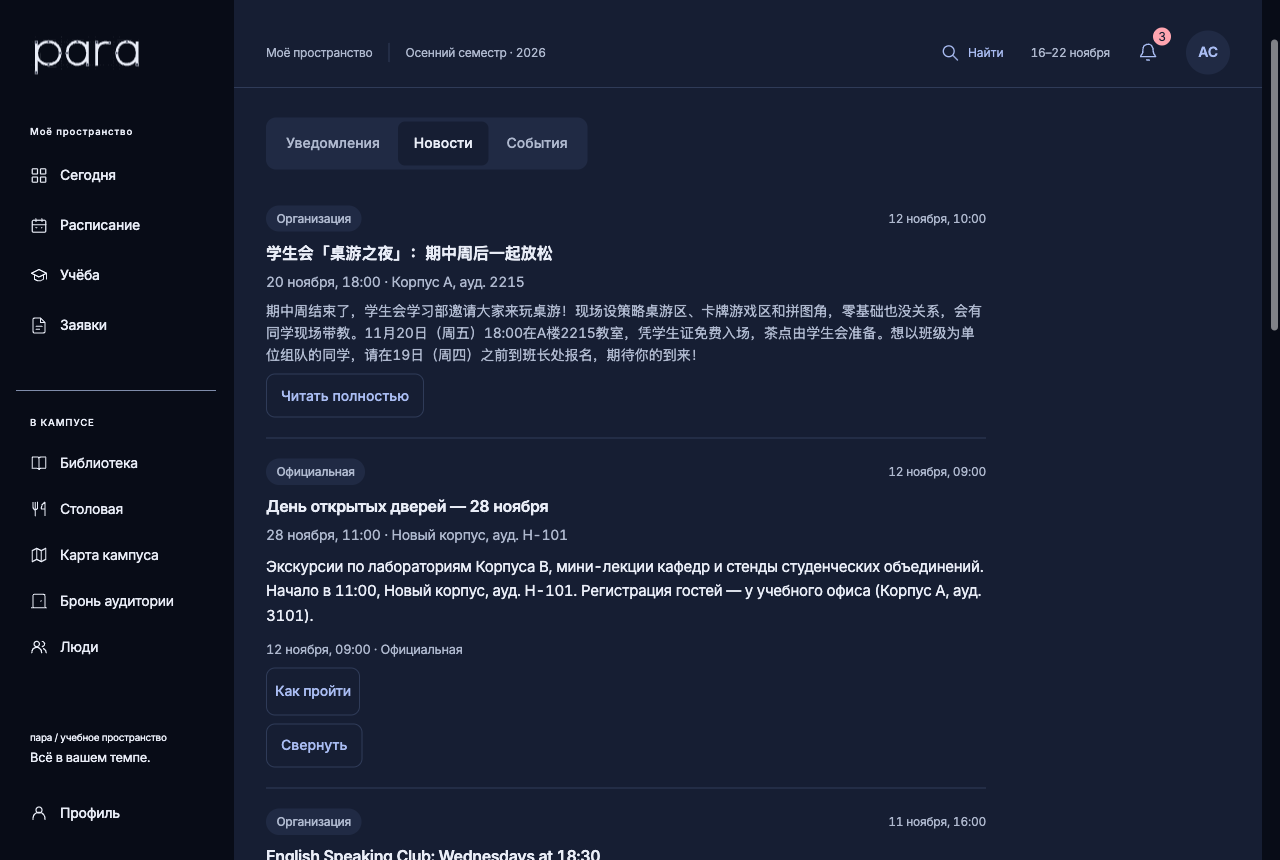 para
Моё пространство
Сегодня
Расписание
Учёба
Заявки
В КАМПУСЕ
Библиотека
Столовая
Карта кампуса
Бронь аудитории
Люди
пара / учебное пространство
Всё в вашем темпе.
Профиль
Моё пространство
Осенний семестр · 2026
Найти
16–22 ноября
3
АС
Уведомления
Новости
События
Организация
12 ноября, 10:00
学生会「桌游之夜」：期中周后一起放松
20 ноября, 18:00 · Корпус А, ауд. 2215
期中周结束了，学生会学习部邀请大家来玩桌游！现场设策略桌游区、卡牌游戏区和拼图角，零基础也没关系，会有
同学现场带教。11月20日（周五）18:00在A楼2215教室，凭学生证免费入场，茶点由学生会准备。想以班级为单
位组队的同学，请在19日（周四）之前到班长处报名，期待你的到来！
Читать полностью
Официальная
12 ноября, 09:00
День открытых дверей — 28 ноября
28 ноября, 11:00 · Новый корпус, ауд. Н-101
Экскурсии по лабораториям Корпуса В, мини-лекции кафедр и стенды студенческих объединений.
Начало в 11:00, Новый корпус, ауд. Н-101. Регистрация гостей — у учебного офиса (Корпус А, ауд.
3101).
12 ноября, 09:00 · Официальная
Как пройти
Свернуть
Организация
11 ноября, 16:00
English Speaking Club: Wednesdays at 18:30